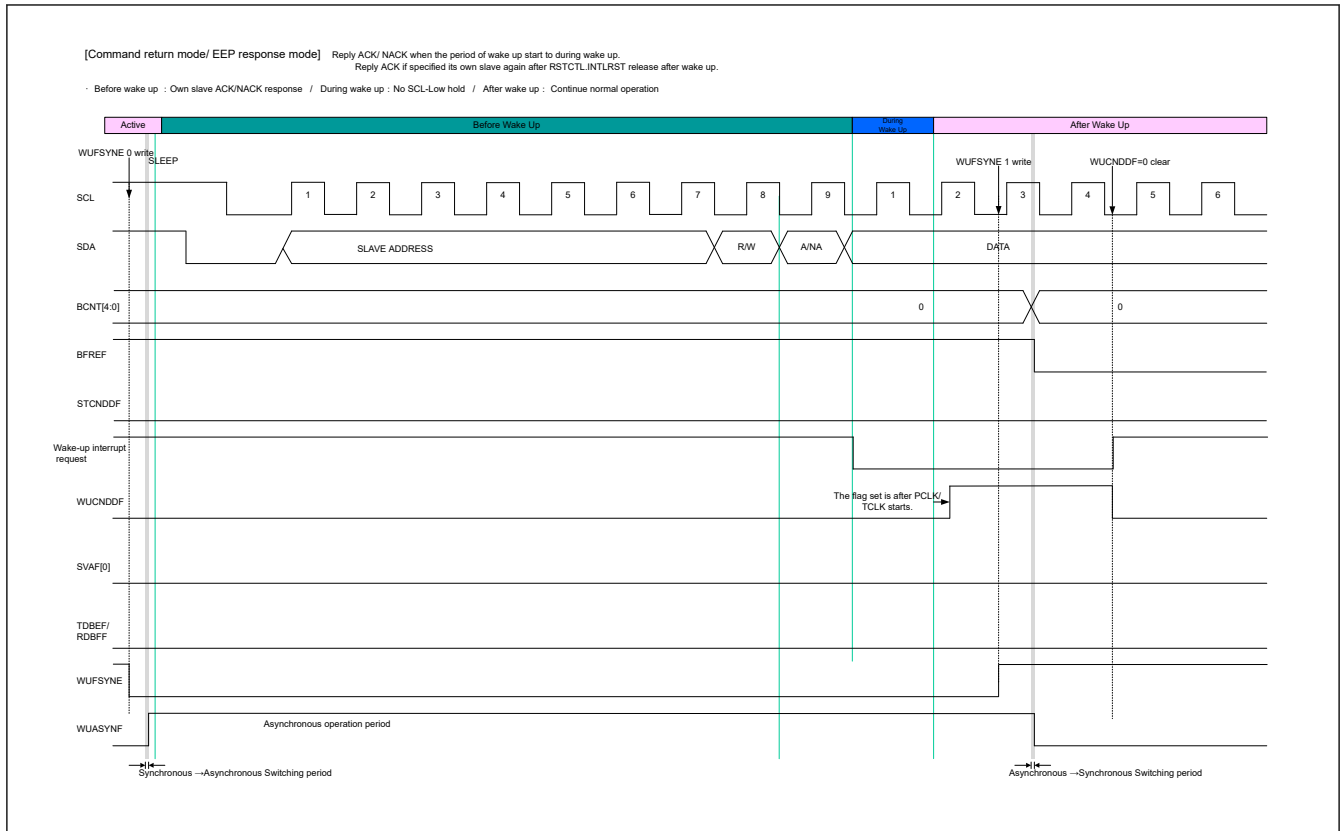 [Command return mode/ EEP response mode] Reply ACK/ NACK when the period of wake up start to during wake up.
Reply ACK if specified its own slave again after RSTCTL.INTLRST release after wake up.
· Before wake up : Own slave ACK/NACK response / During wake up : No SCL-Low hold / After wake up : Continue normal operation
Active Before Wake Up During Wake Up After Wake Up
WUFSYNE 0 write SLEEP WUFSYNE 1 write WUCNDDF=0 clear
SCL 1 2 3 4 5 6 7 8 9 1 2 3 4 5 6
SDA SLAVE ADDRESS R/W A/NA DATA
BCNT[4:0] 0 0
BFREF
STCNDDF
Wake-up interrupt
request
WUCNDDF The flag set is after PCLK/
TCLK starts.
SVAF[0]
TDBEF/
RDBFF
WUFSYNE
WUASYNF Asynchronous operation period
Synchronous →Asynchronous Switching period Asynchronous →Synchronous Switching period